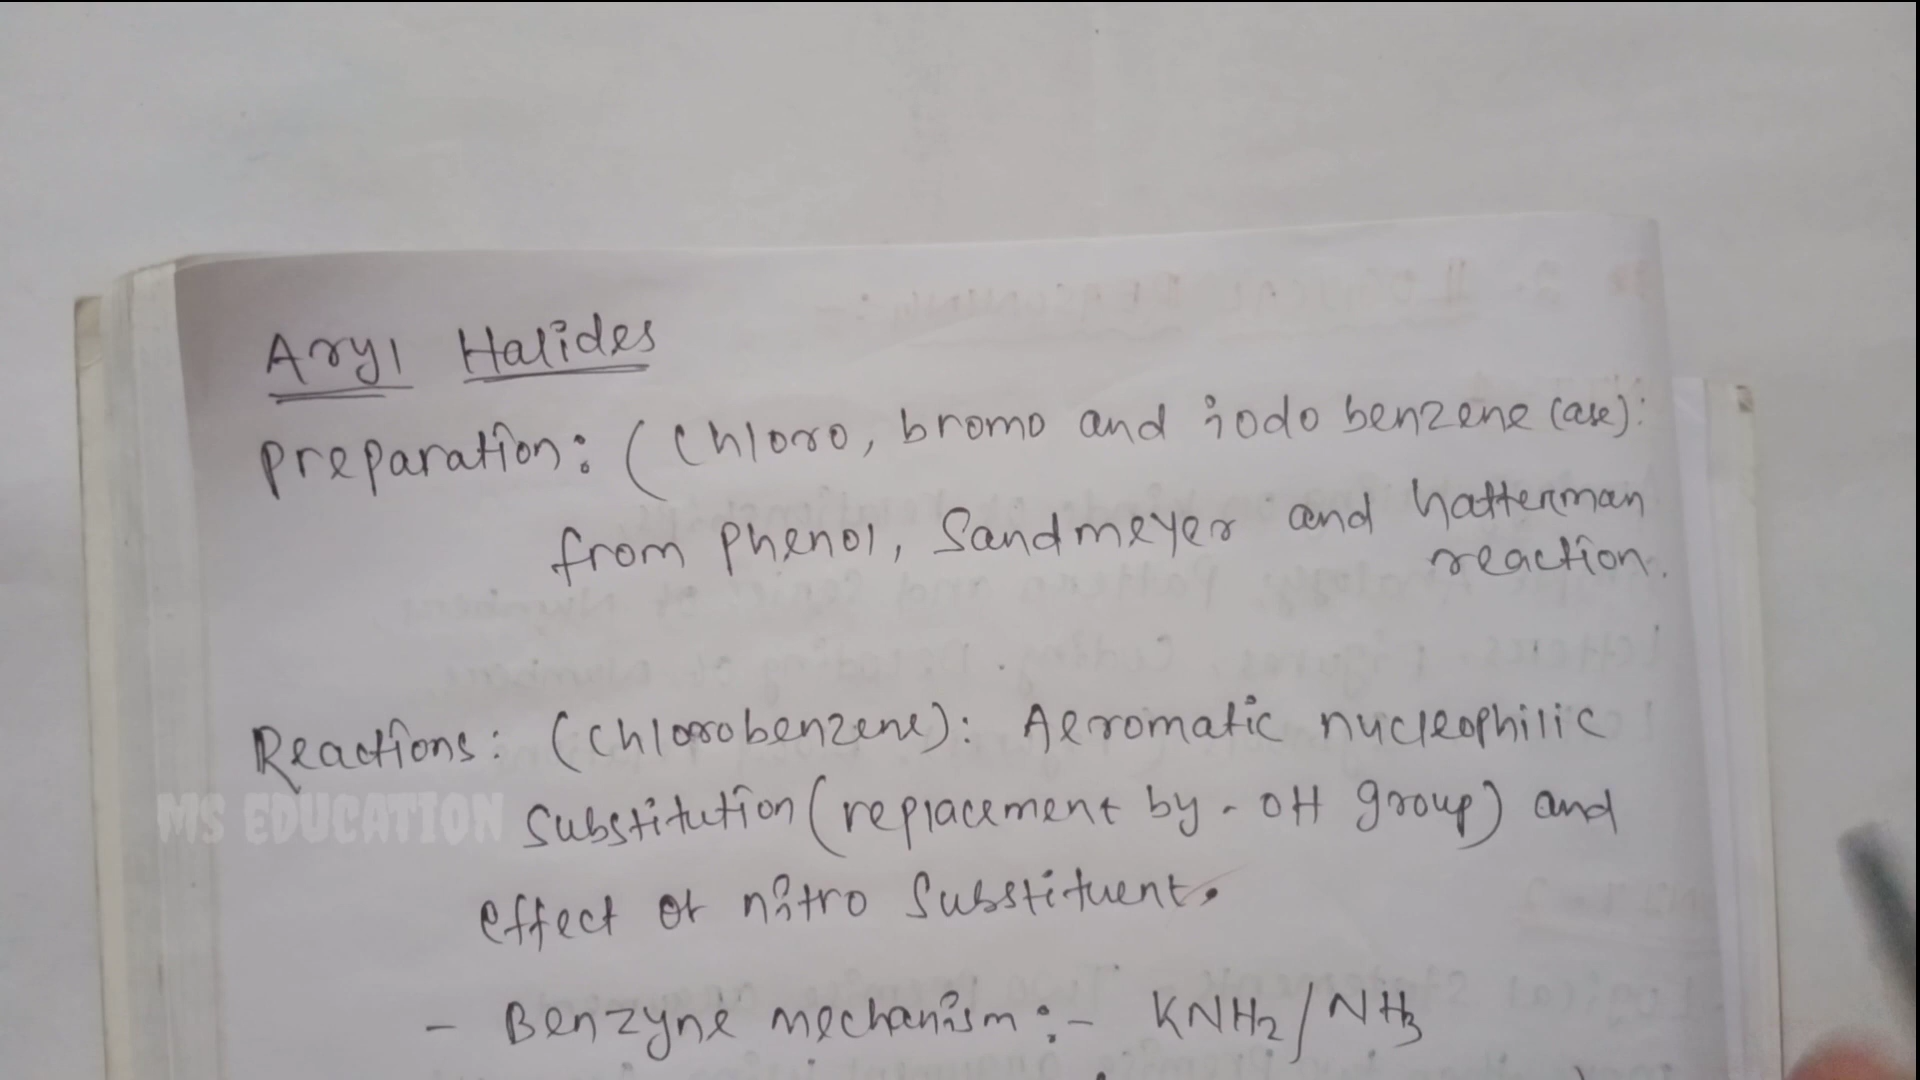 Aryl Halides
Preparation: (Chloro, bromo and iodo benzene case):
from phenol, Sandmeyer and hatterman
reaction.
Reactions: (Chlorobenzene): Aeromatic nucleophilic
MS EDUCATION
Substitution (replacement by - OH group) and
effect of nitro Substituent.
- Benzyne mechanism :- KNH2/NH3